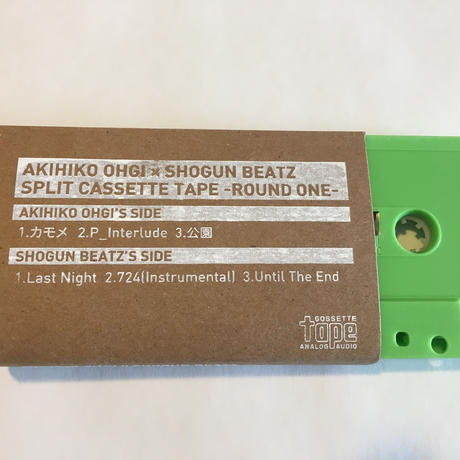 AKIHIKO OHGI × SHOGUN BEATZ
SPLIT CASSETTE TAPE -ROUND ONE-
AKIHIKO OHGI'S SIDE
1.カモメ 2.P_Interlude 3.公園
SHOGUN BEATZ'S SIDE
1.Last Night 2.724(Instrumental) 3.Until The End
COSSETTE
tape
ANALOG AUDIO